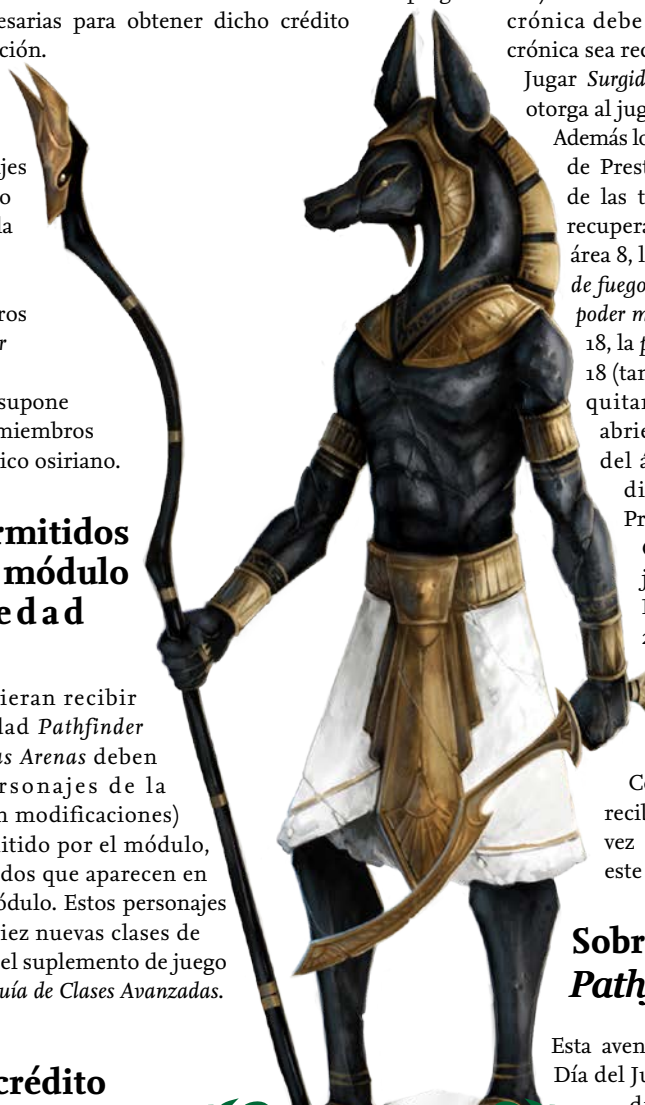 esarias para obtener dicho crédito
ción.
jes
o
la
ros
r
supone
miembros
ico osiriano.
rmitidos
módulo
edad
ieran recibir
dad Pathfinder
as Arenas deben
rsonajes de la
n modificaciones)
mitido por el módulo,
dos que aparecen en
ódulo. Estos personajes
iez nuevas clases de
el suplemento de juego
uía de Clases Avanzadas.
crédito
crónica debe
crónica sea rec
Jugar Surgid
otorga al jug
Además lo
de Prest
de las t
recupera
área 8, l
de fuego
poder m
18, la p
18 (tan
quitar
abrie
del á
di
Pr
C
recib
vez
este
Sobr
Path
Esta aven
Día del Ju